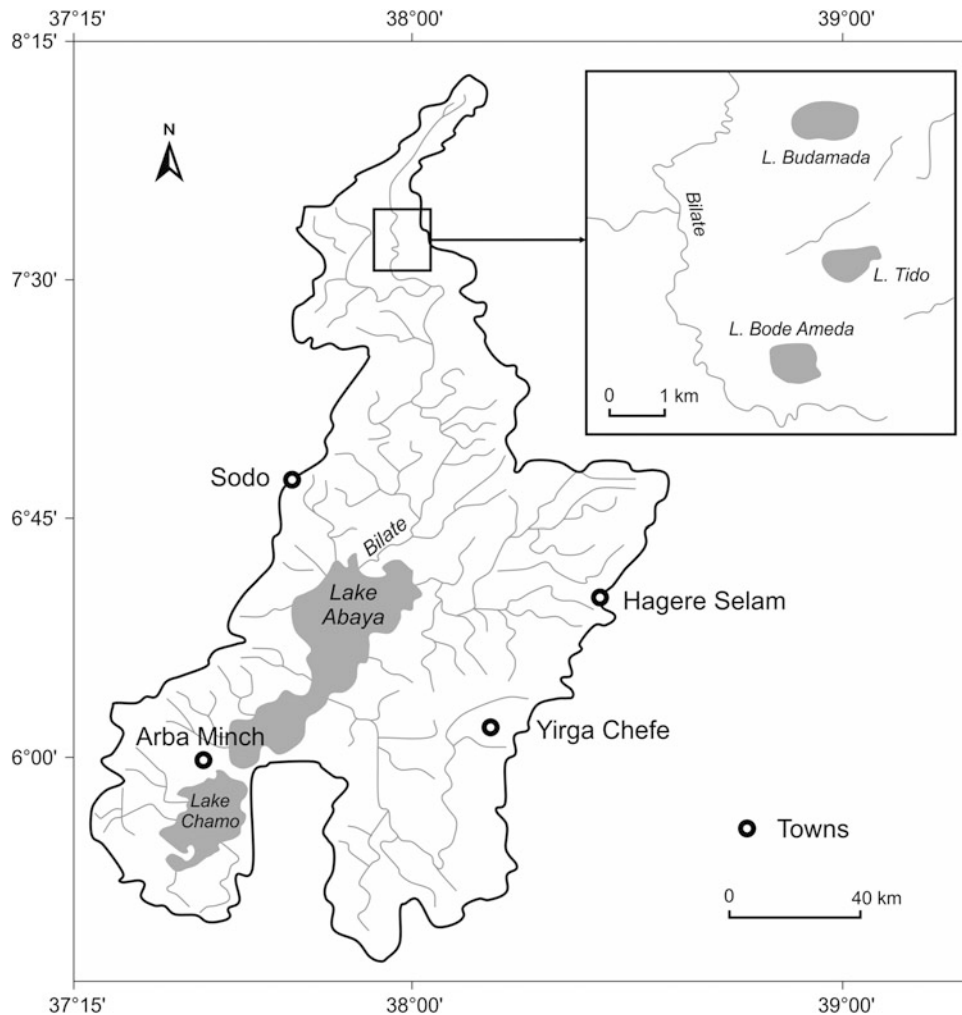 37°15'
38°00'
39°00'
8°15'
N
L. Budamada
Bilate
L. Tido
7°30'
L. Bode Ameda
0 1 km
Sodo
6°45'
Bilate
Lake
Abaya
Hagere Selam
Yirga Chefe
Arba Minch
6°00'
Lake
Chamo
Towns
0 40 km
37°15'
38°00'
39°00'